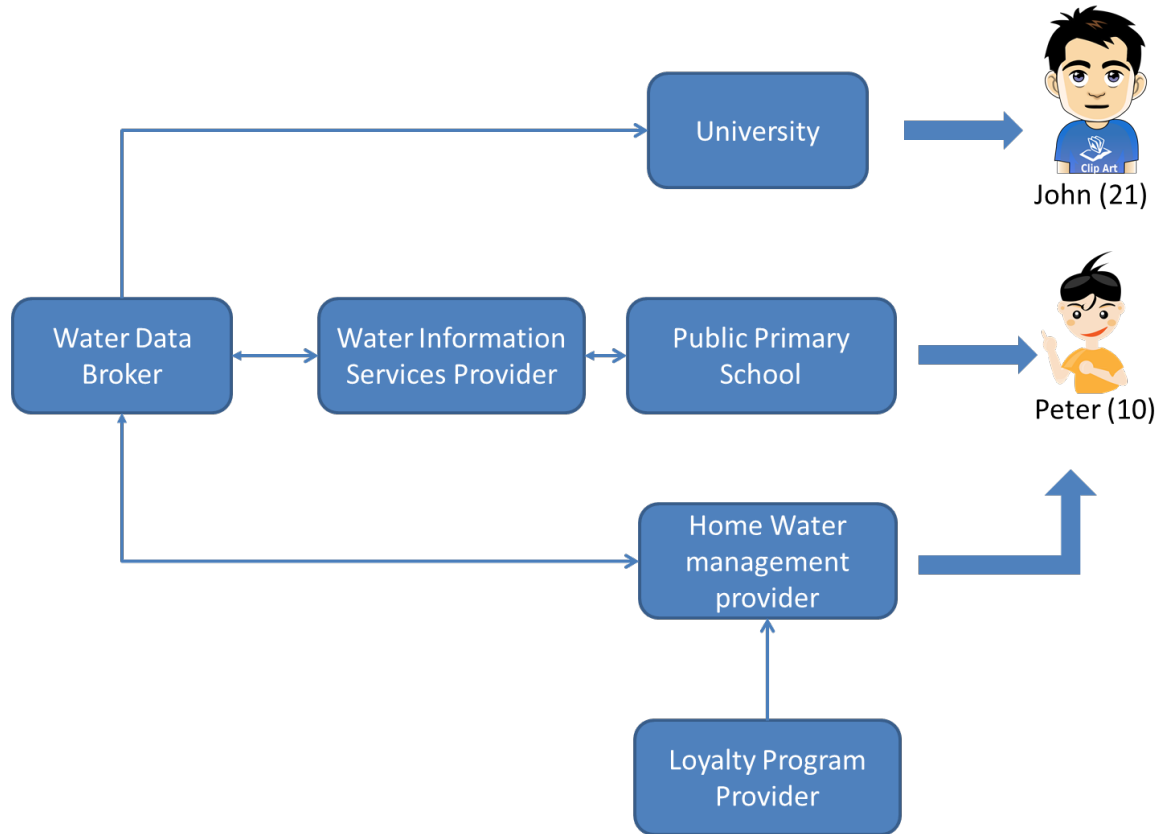 University
Clip Art
John (21)
Water Data
Broker
Water Information
Services Provider
Public Primary
School
Peter (10)
Home Water
management
provider
Loyalty Program
Provider